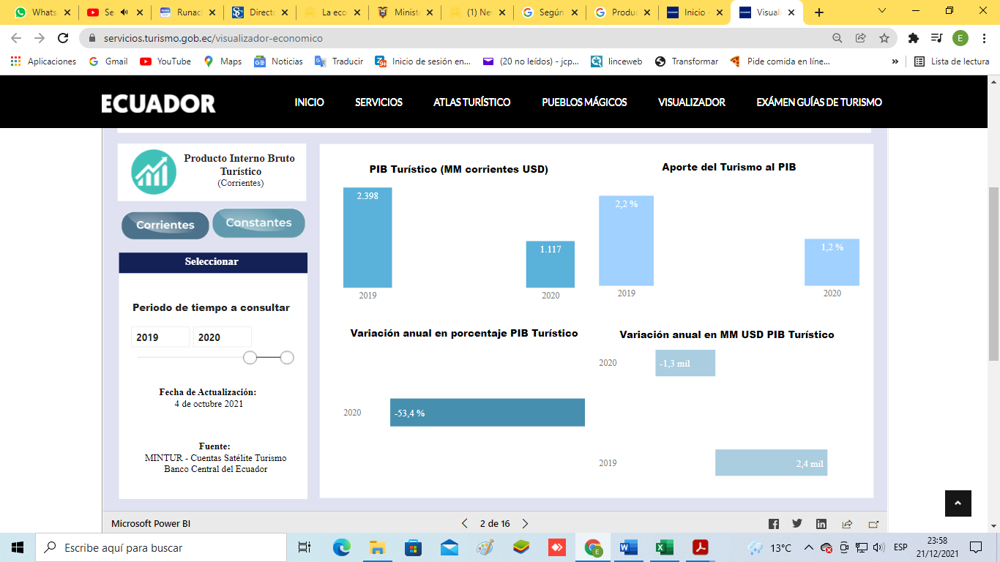 Whats
Se
Runacl
Directo
La eco
Ministe
(1) Nev
Según
Produc
Inicio -
Visuali
servicios.turismo.gob.ec/visualizador-economico
E
Aplicaciones
Gmail
YouTube
Maps
Noticias
Traducir
Inicio de sesión en...
(20 no leídos) - jcp...
linceweb
Transformar
Pide comida en líne...
»
Lista de lectura
ECUADOR
INICIO
SERVICIOS
ATLAS TURÍSTICO
PUEBLOS MÁGICOS
VISUALIZADOR
EXÁMEN GUÍAS DE TURISMO
Producto Interno Bruto
Turístico
(Corrientes)
Corrientes
Constantes
Seleccionar
Periodo de tiempo a consultar
2019
2020
Fecha de Actualización:
4 de octubre 2021
Fuente:
MINTUR - Cuentas Satélite Turismo
Banco Central del Ecuador
PIB Turístico (MM corrientes USD)
2.398
1.117
2019
2020
Aporte del Turismo al PIB
2,2 %
1,2 %
2019
2020
Variación anual en porcentaje PIB Turístico
2020
-53,4 %
Variación anual en MM USD PIB Turístico
2020
-1,3 mil
2019
2,4 mil
Microsoft Power BI
2 de 16
Escribe aquí para buscar
13°C
ESP
23:58
21/12/2021